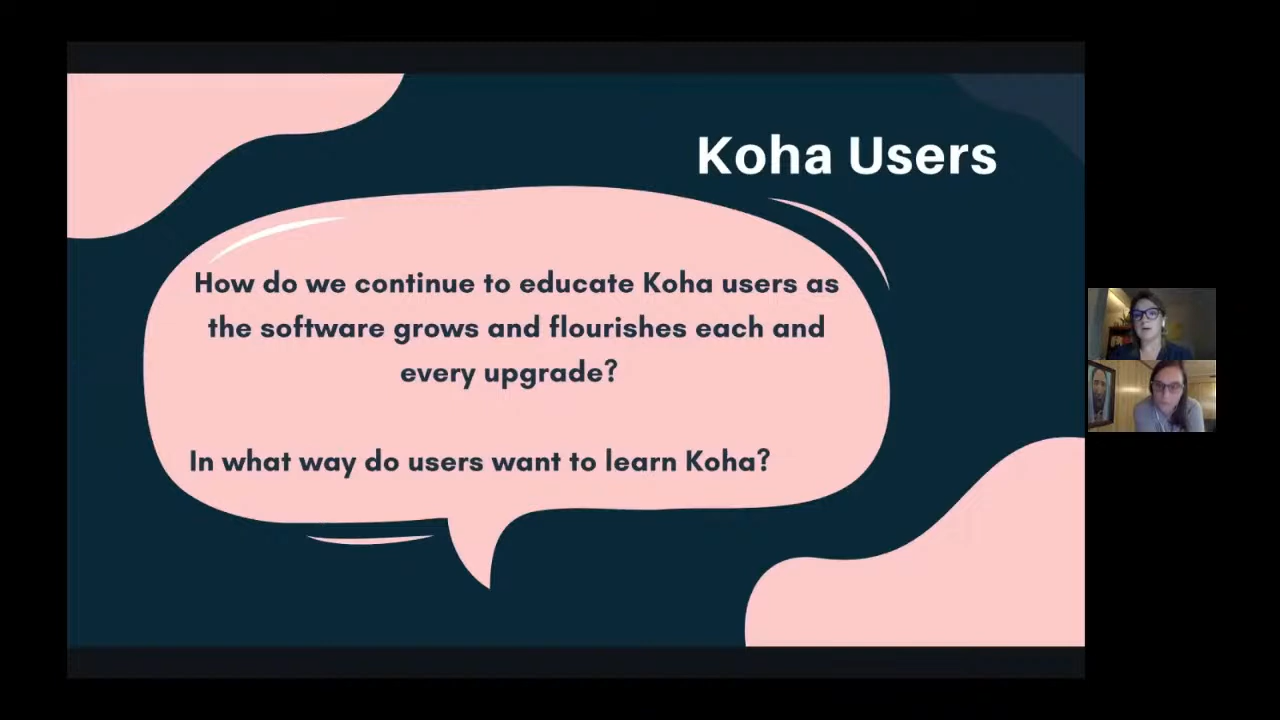 Koha Users
How do we continue to educate Koha users as
the software grows and flourishes each and
every upgrade?
In what way do users want to learn Koha?